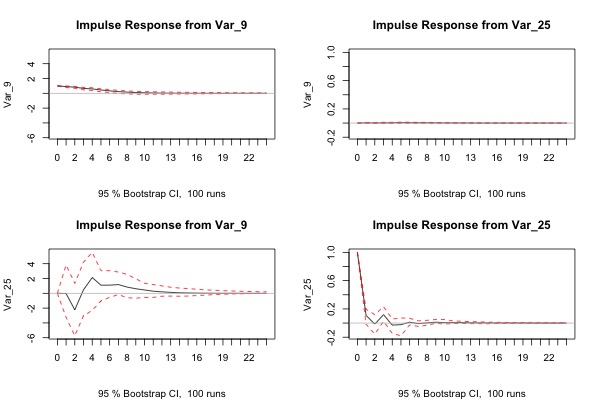 Impulse Response from Var_9
Var_9
-6 -2 2 4
0 2 4 6 8 10 13 16 19 22
95 % Bootstrap CI, 100 runs
Impulse Response from Var_25
Var_9
-0.2 0.2 0.6 1.0
0 2 4 6 8 10 13 16 19 22
95 % Bootstrap CI, 100 runs
Impulse Response from Var_9
Var_25
-6 -2 2 4
0 2 4 6 8 10 13 16 19 22
95 % Bootstrap CI, 100 runs
Impulse Response from Var_25
Var_25
-0.2 0.2 0.6 1.0
0 2 4 6 8 10 13 16 19 22
95 % Bootstrap CI, 100 runs